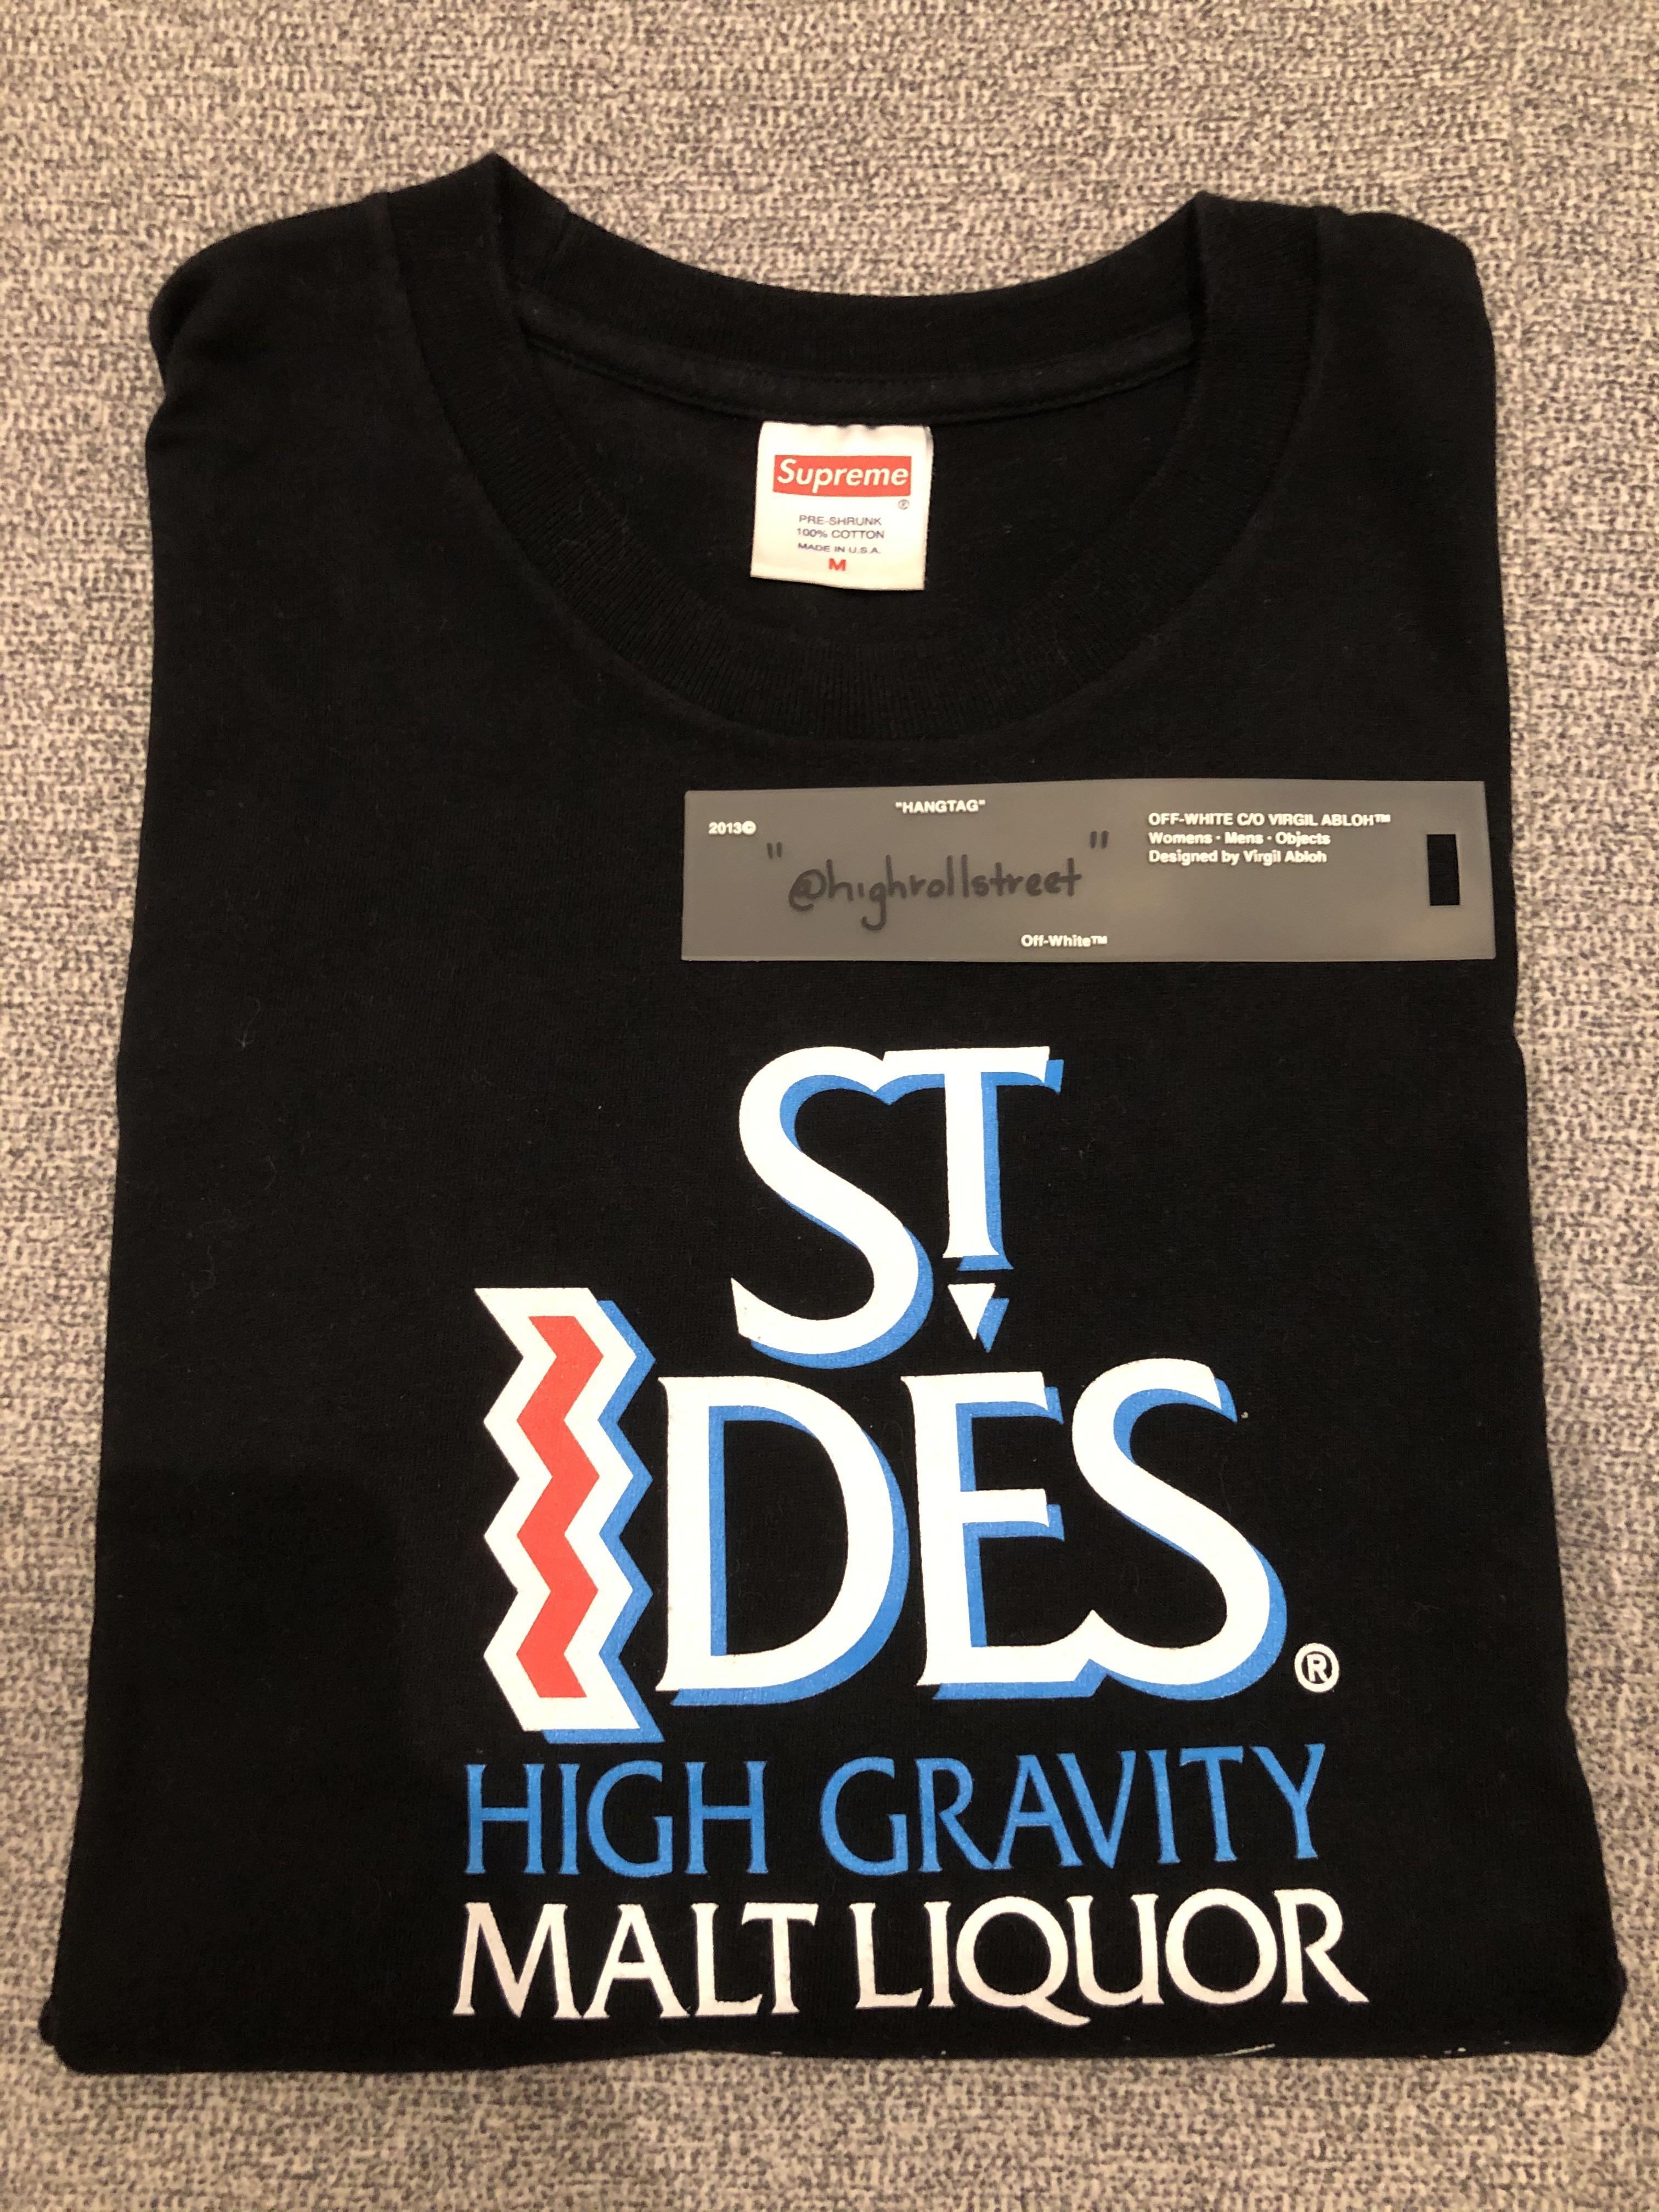 Supreme
®
PRE-SHRUNK
100% COTTON
MADE IN U.S.A.
M
"HANGTAG"
2013©
"@highrollstreet"
OFF-WHITE C/O VIRGIL ABLOH™
Womens · Mens · Objects
Designed by Virgil Abloh
Off-White™
ST
IDES®
HIGH GRAVITY
MALT LIQUOR